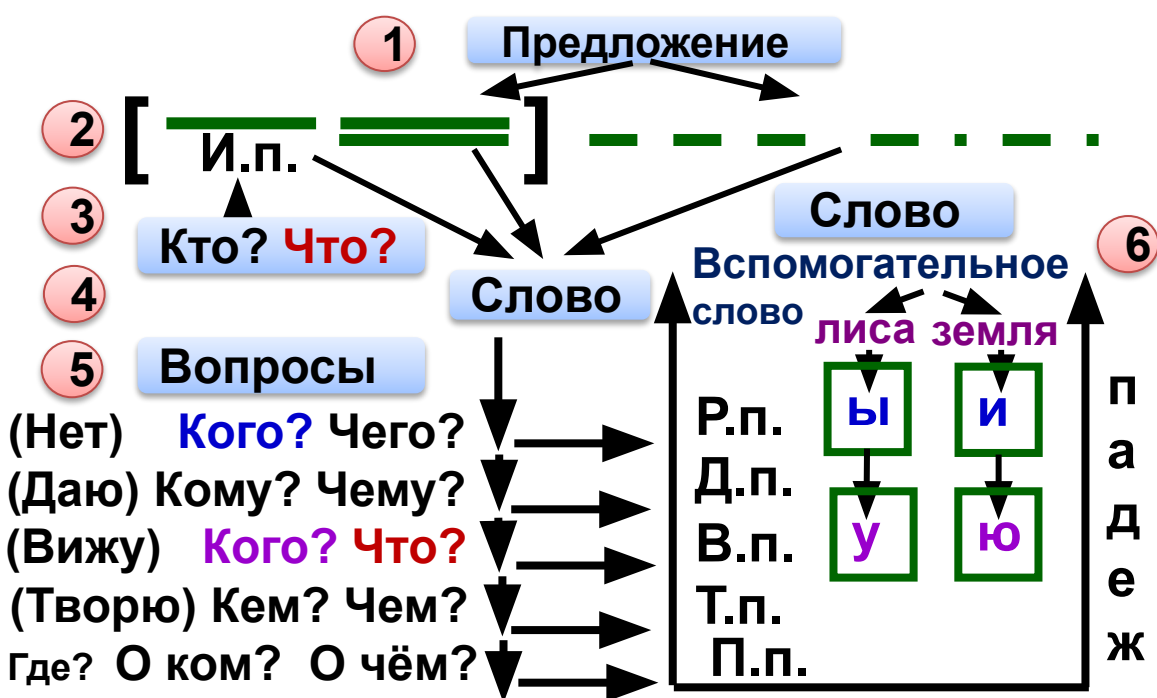 1 Предложение
2 [ ]
И.п.
3
Кто? Что?
4
Слово
5 Вопросы
(Нет) Кого? Чего?
(Даю) Кому? Чему?
(Вижу) Кого? Что?
(Творю) Кем? Чем?
Где? О ком? О чём?
Слово
6
Вспомогательное
слово
лиса земля
Р.п. ы и
Д.п.
В.п. у ю
Т.п.
П.п.
падеж